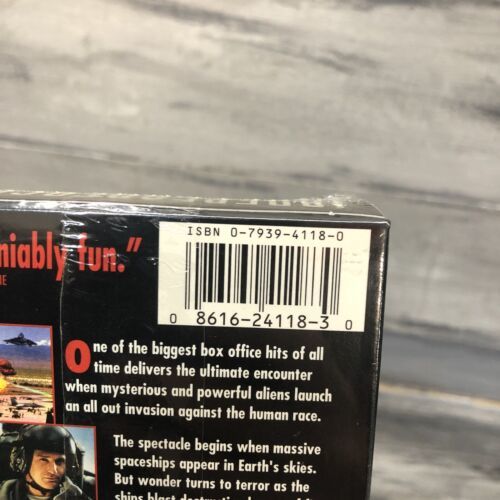 ISBN 0-7939-4118-0
niably fun."
0 8616-24118-3 0
One of the biggest box office hits of all
time delivers the ultimate encounter
when mysterious and powerful aliens launch
an all out invasion against the human race.
The spectacle begins when massive
spaceships appear in Earth's skies.
But wonder turns to terror as the
ships blast